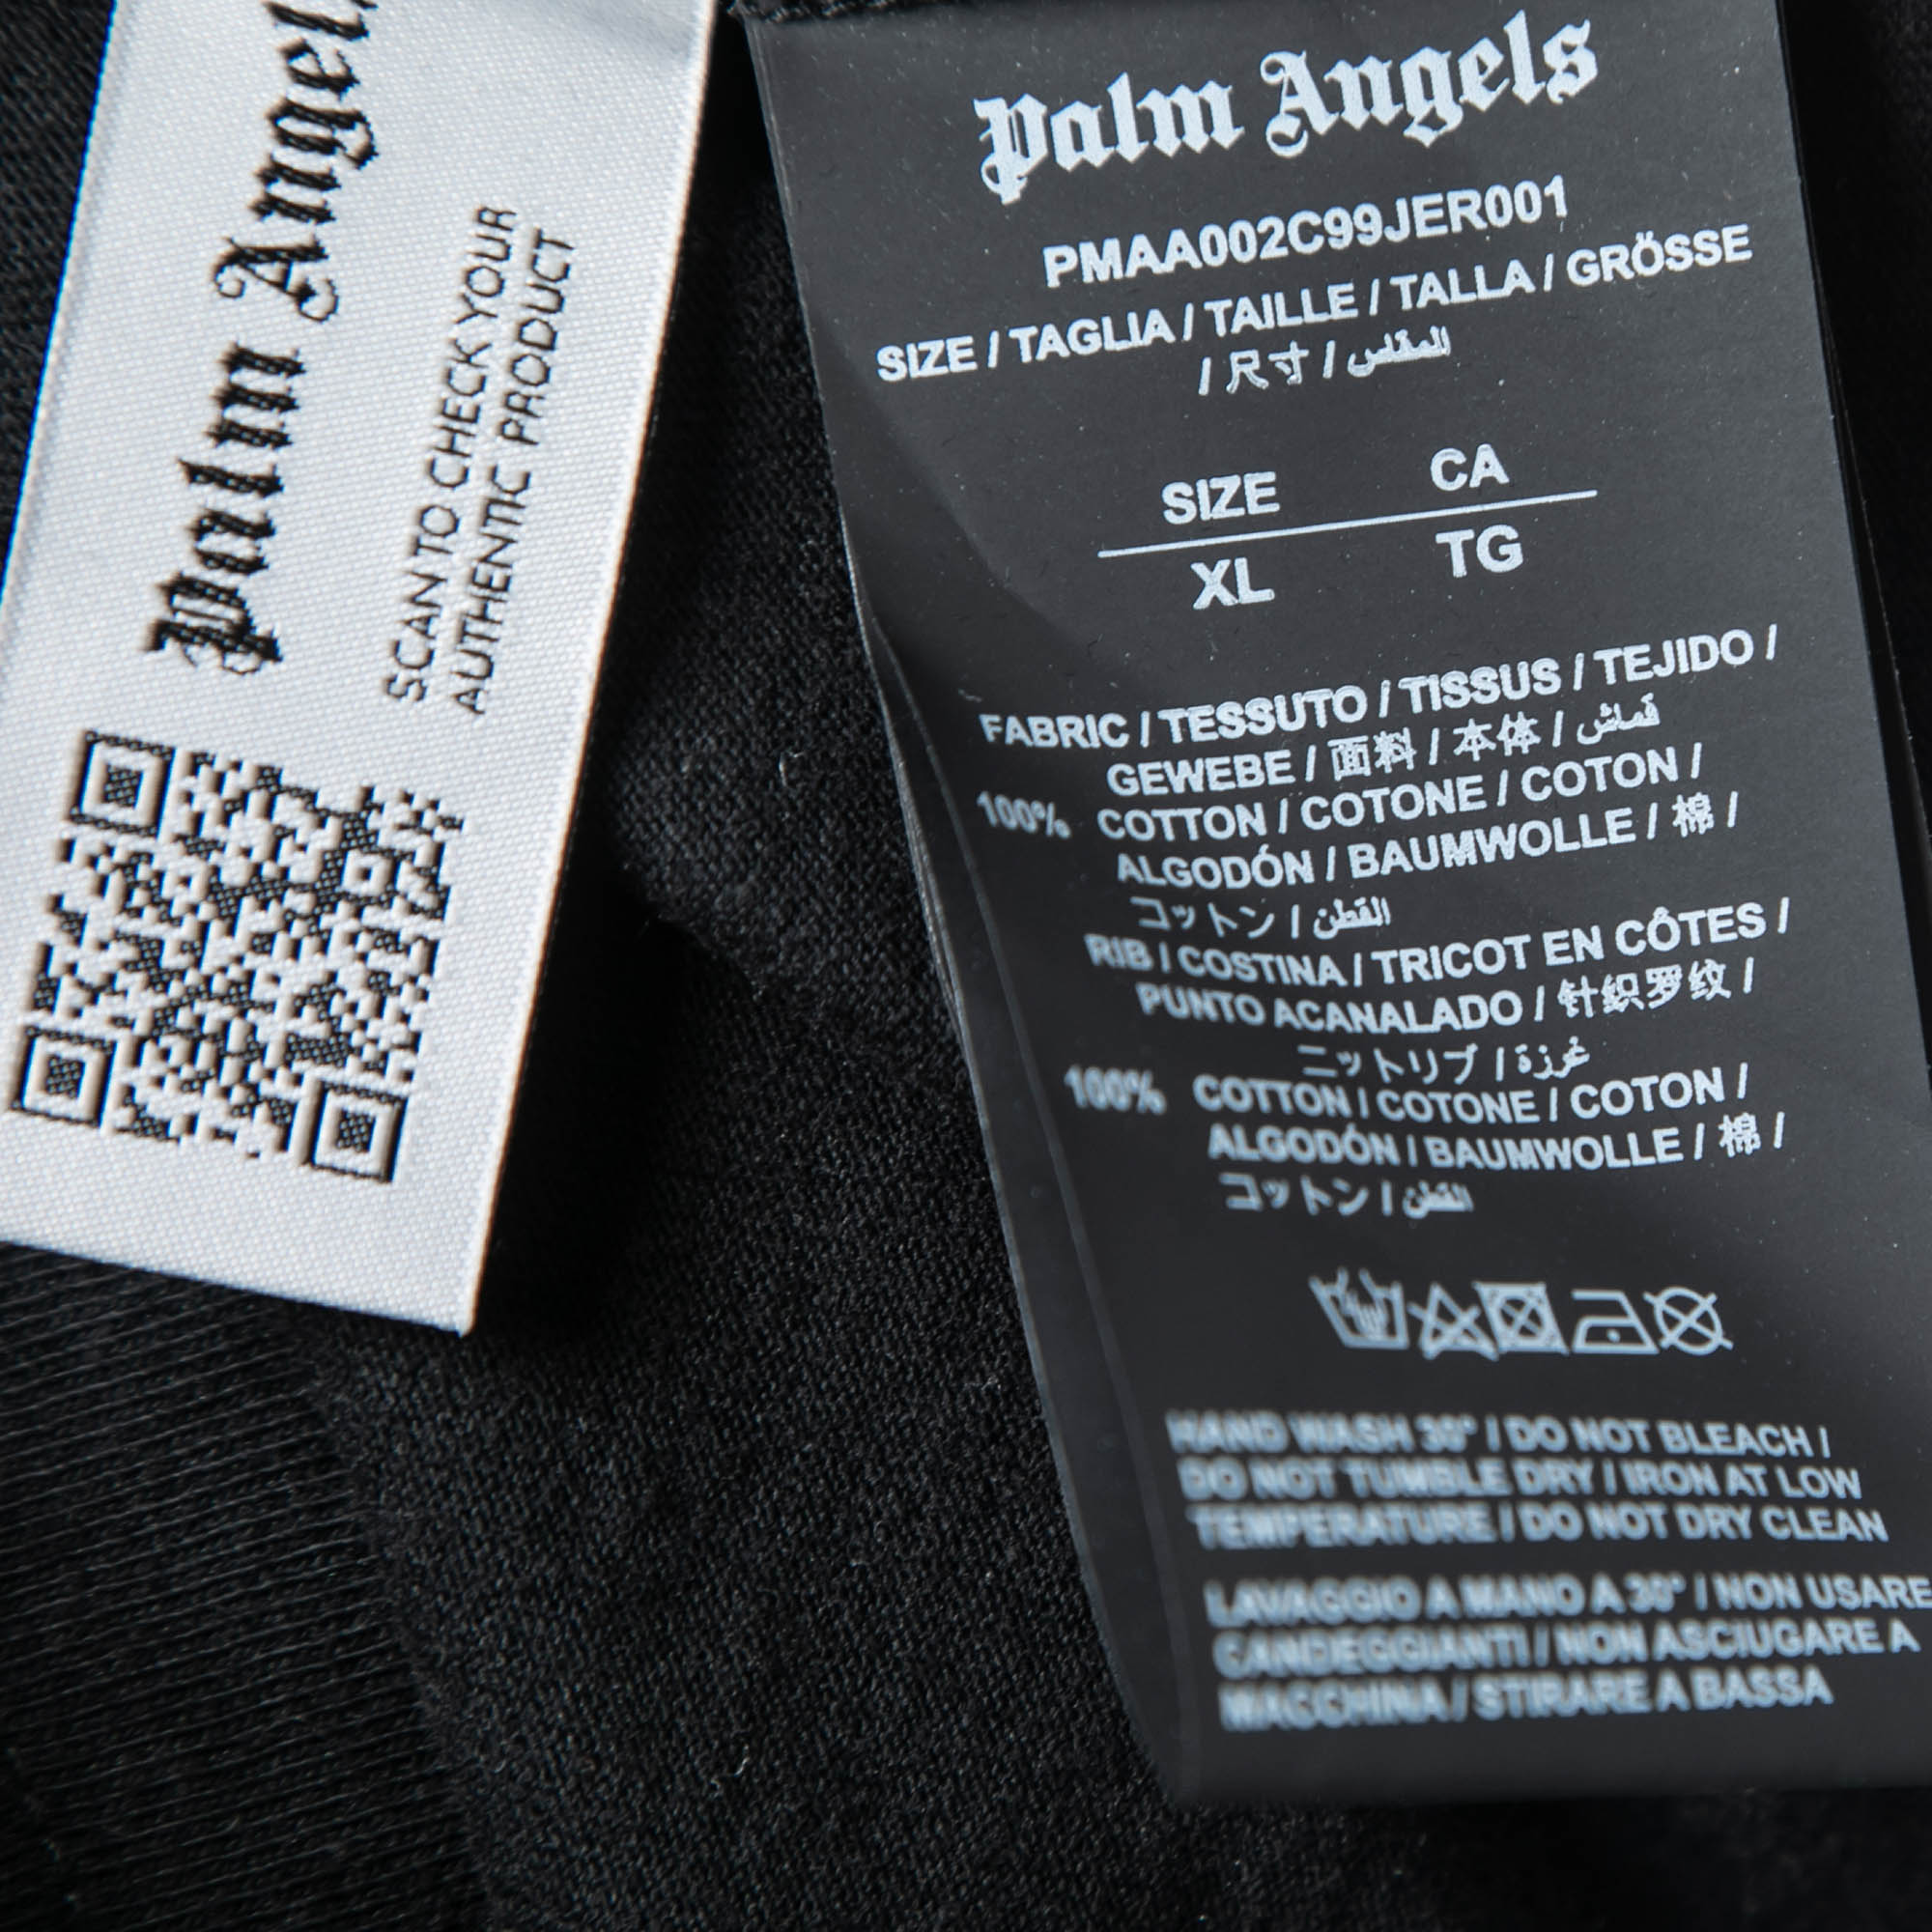 Palm Angels
SCAN TO CHECK YOUR
AUTHENTIC PRODUCT
Palm Angels
PMAA002C99JER001
SIZE / TAGLIA / TAILLE / TALLA / GRÖSSE
/ 尺寸 / المقاس
SIZE CA
XL TG
FABRIC / TESSUTO / TISSUS / TEJIDO /
GEWEBE / 面料 / 本体 / قماش
100% COTTON / COTONE / COTON /
ALGODÓN / BAUMWOLLE / 棉 /
コットン / القطن
RIB / COSTINA / TRICOT EN CÔTES /
PUNTO ACANALADO / 针织罗纹 /
ニットリブ / غرزة
100% COTTON / COTONE / COTON /
ALGODÓN / BAUMWOLLE / 棉 /
コットン / القطن
HAND WASH 30° / DO NOT BLEACH /
DO NOT TUMBLE DRY / IRON AT LOW
TEMPERATURE / DO NOT DRY CLEAN
LAVAGGIO A MANO A 30° / NON USARE
CANDEGGIANTI / NON ASCIUGARE A
MACCHINA / STIRARE A BASSA